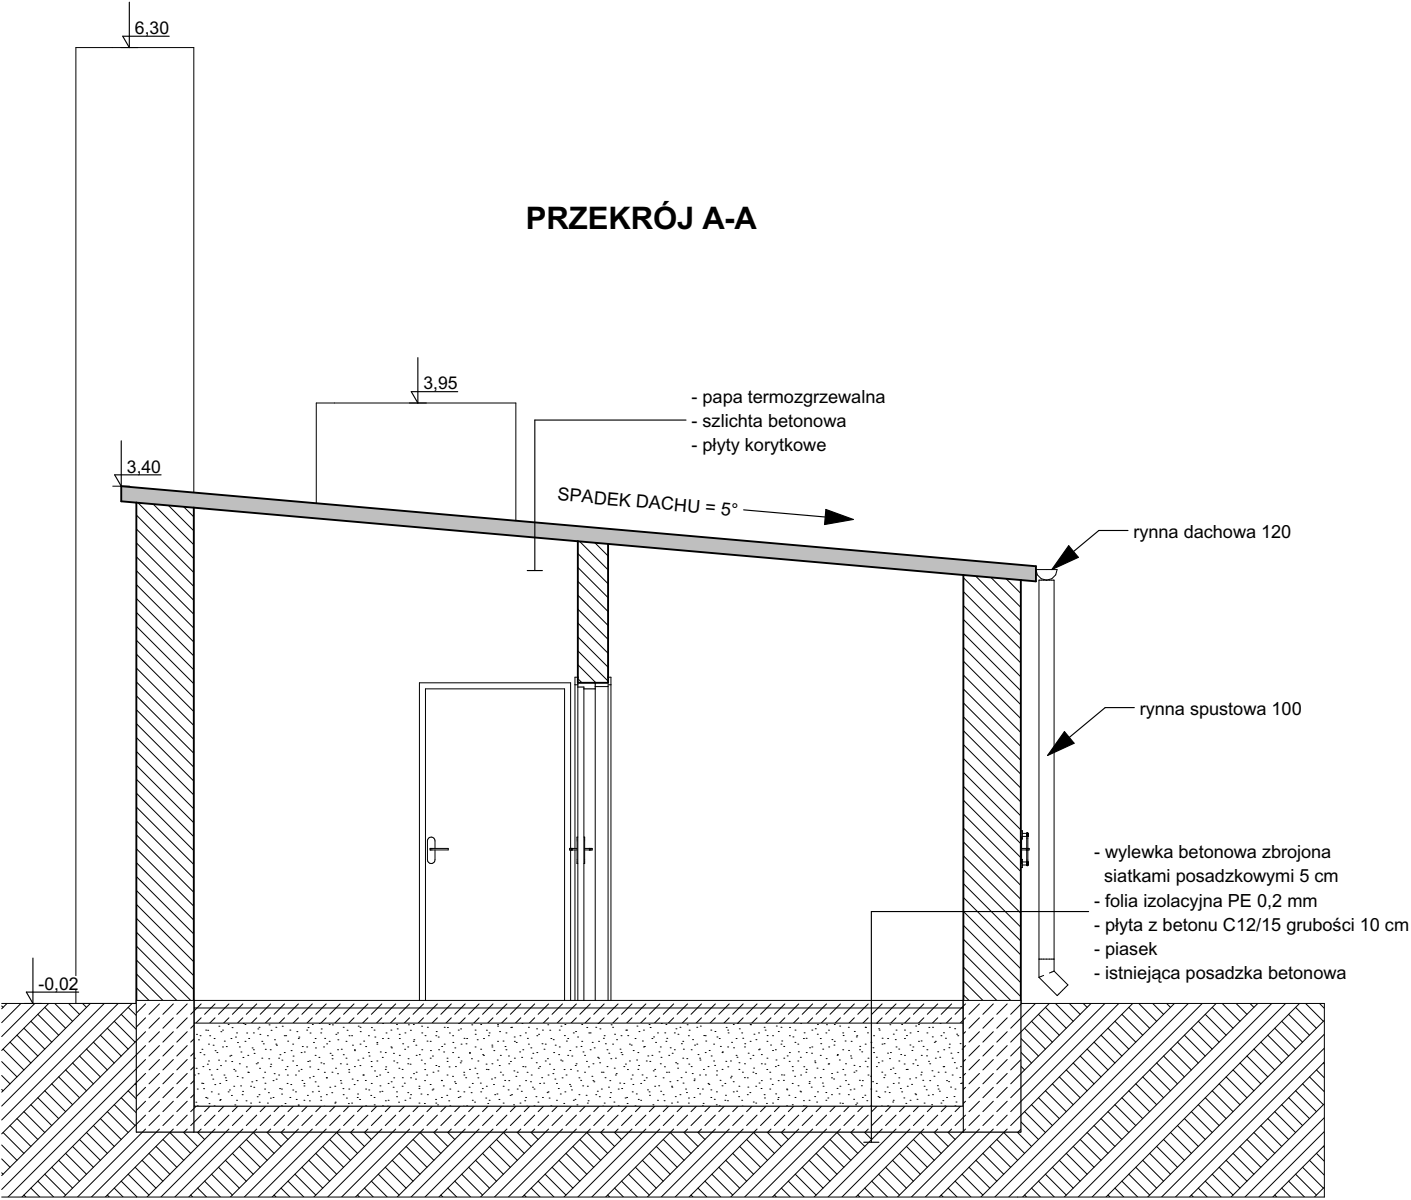 6,30
PRZEKRÓJ A-A
3,95
- papa termozgrzewalna
- szlichta betonowa
- płyty korytkowe
3,40
SPADEK DACHU = 5°
rynna dachowa 120
rynna spustowa 100
- wylewka betonowa zbrojona
siatkami posadzkowymi 5 cm
- folia izolacyjna PE 0,2 mm
- płyta z betonu C12/15 grubości 10 cm
- piasek
- istniejąca posadzka betonowa
-0,02